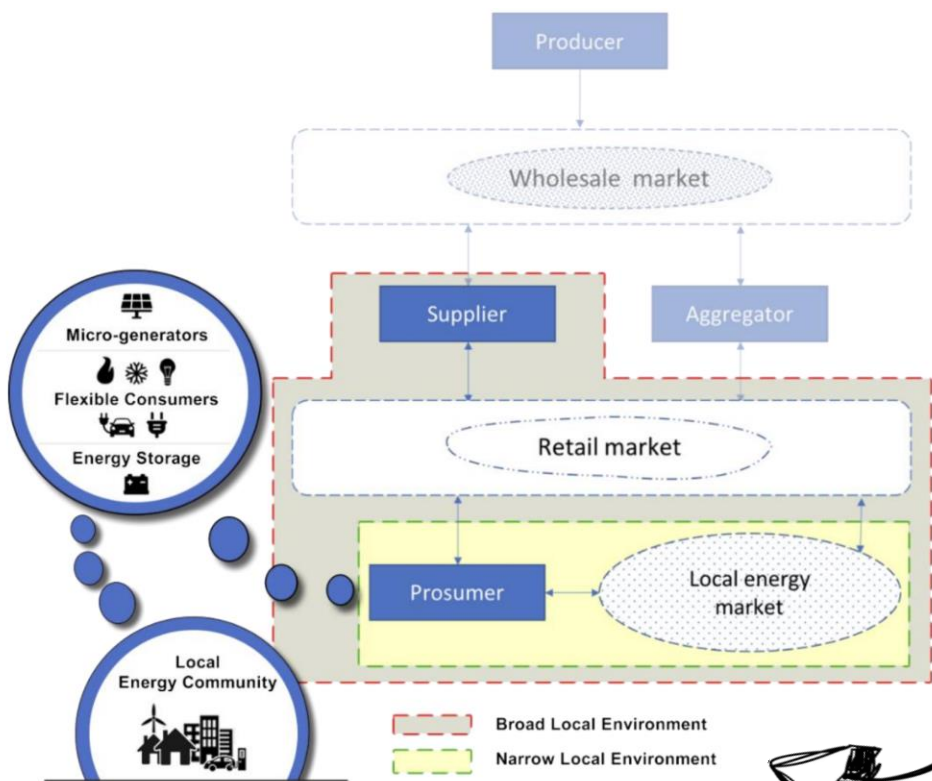 Producer
Wholesale market
Supplier
Aggregator
Micro-generators
Flexible Consumers
Energy Storage
Retail market
Prosumer
Local energy
market
Local
Energy Community
Broad Local Environment
Narrow Local Environment